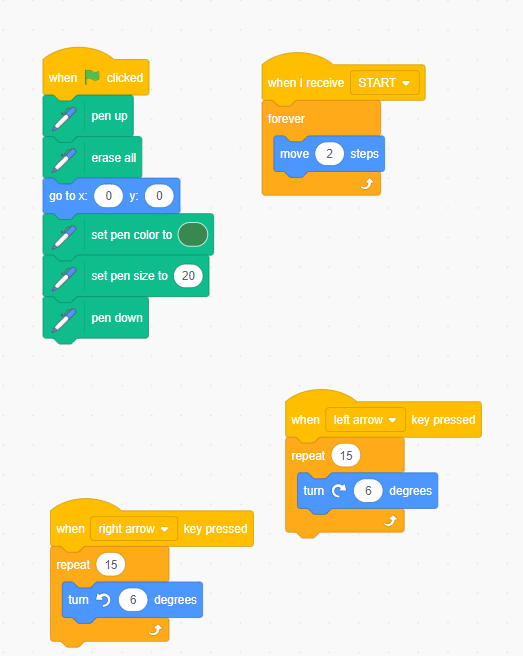 when clicked
pen up
erase all
go to x: 0 y: 0
set pen color to
set pen size to 20
pen down
when I receive START
forever
move 2 steps
when left arrow key pressed
repeat 15
turn 6 degrees
when right arrow key pressed
repeat 15
turn 6 degrees